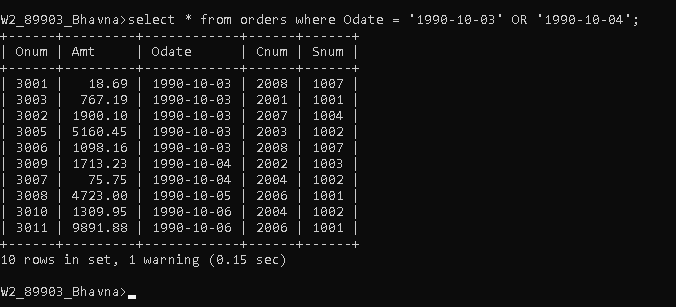 W2_89903_Bhavna>select * from orders where Odate = '1990-10-03' OR '1990-10-04';
+------+---------+------------+------+------+
| Onum | Amt     | Odate      | Cnum | Snum |
+------+---------+------------+------+------+
| 3001 |   18.69 | 1990-10-03 | 2008 | 1007 |
| 3003 |  767.19 | 1990-10-03 | 2001 | 1001 |
| 3002 | 1900.10 | 1990-10-03 | 2007 | 1004 |
| 3005 | 5160.45 | 1990-10-03 | 2003 | 1002 |
| 3006 | 1098.16 | 1990-10-03 | 2008 | 1007 |
| 3009 | 1713.23 | 1990-10-04 | 2002 | 1003 |
| 3007 |   75.75 | 1990-10-04 | 2004 | 1002 |
| 3008 | 4723.00 | 1990-10-05 | 2006 | 1001 |
| 3010 | 1309.95 | 1990-10-06 | 2004 | 1002 |
| 3011 | 9891.88 | 1990-10-06 | 2006 | 1001 |
+------+---------+------------+------+------+
10 rows in set, 1 warning (0.15 sec)
W2_89903_Bhavna>